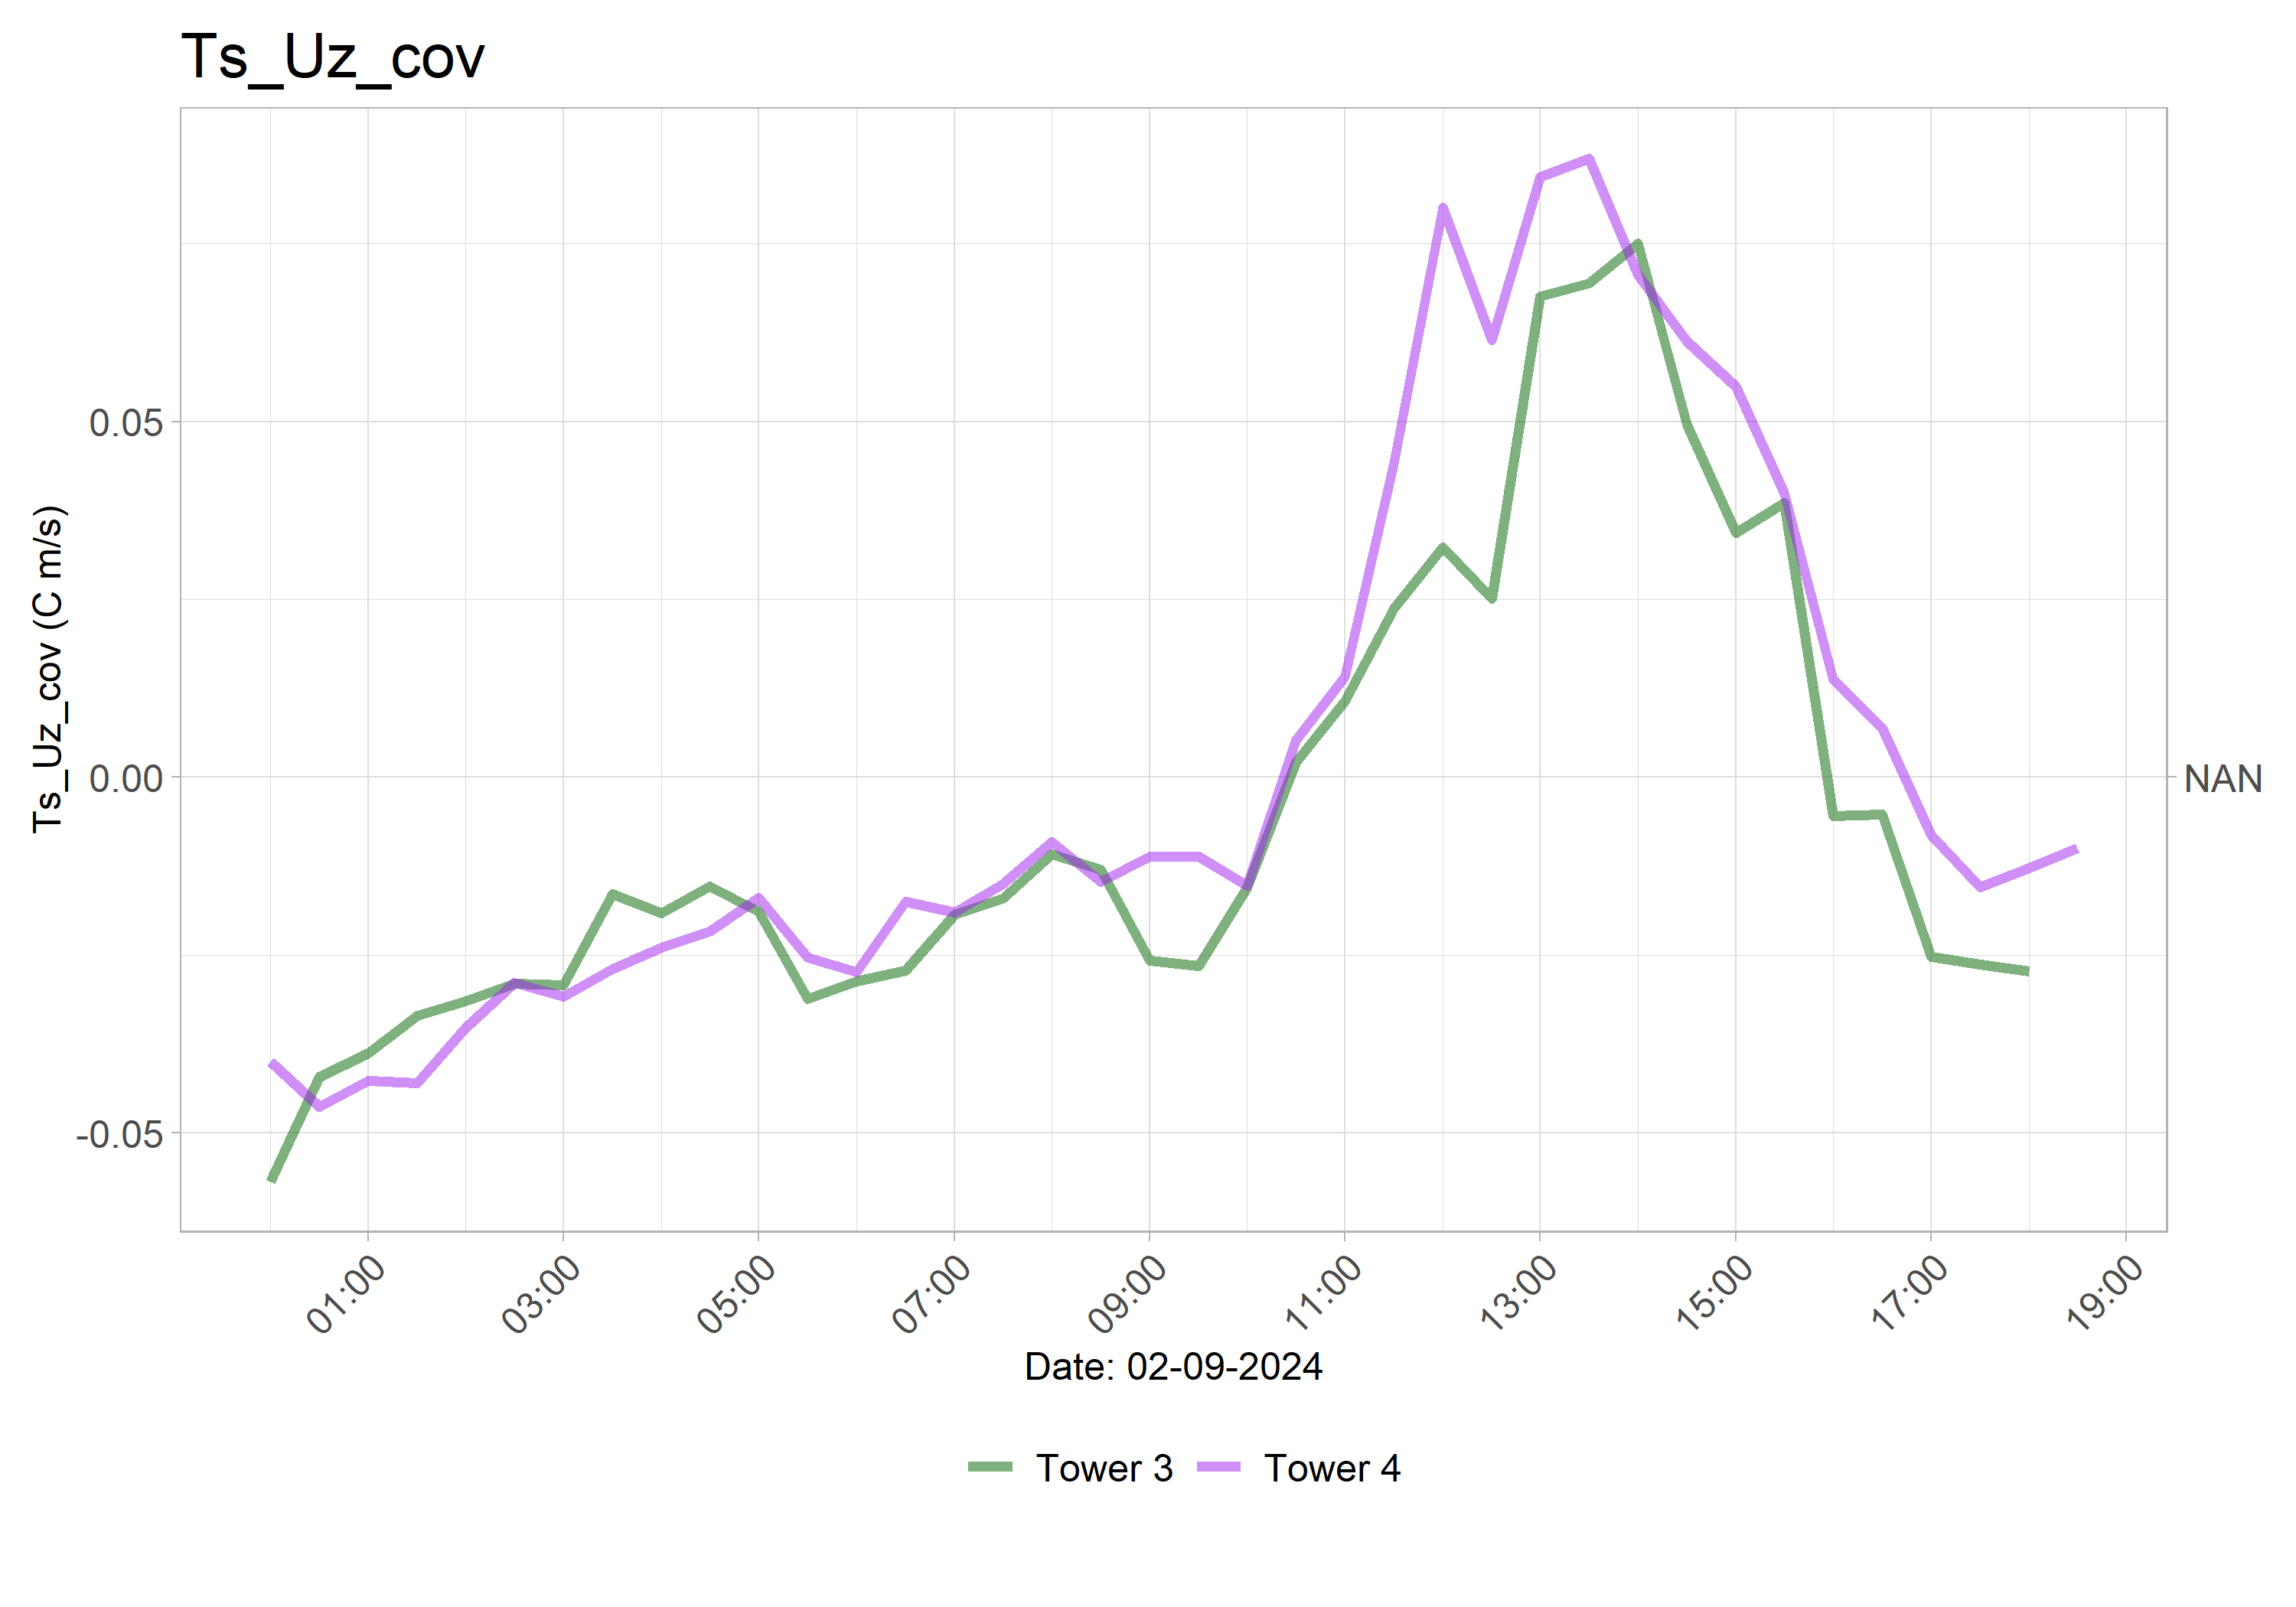 Ts_Uz_cov
Ts_Uz_cov (C m/s)
0.05
0.00
-0.05
NAN
01:00
03:00
05:00
07:00
09:00
11:00
13:00
15:00
17:00
19:00
Date: 02-09-2024
Tower 3
Tower 4